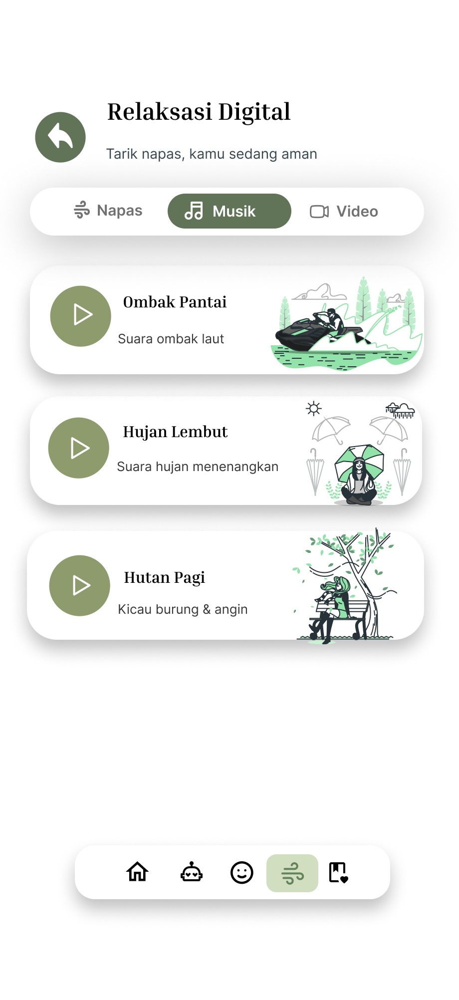 Relaksasi Digital
Tarik napas, kamu sedang aman
Napas
Musik
Video
Ombak Pantai
Suara ombak laut
Hujan Lembut
Suara hujan menenangkan
Hutan Pagi
Kicau burung & angin